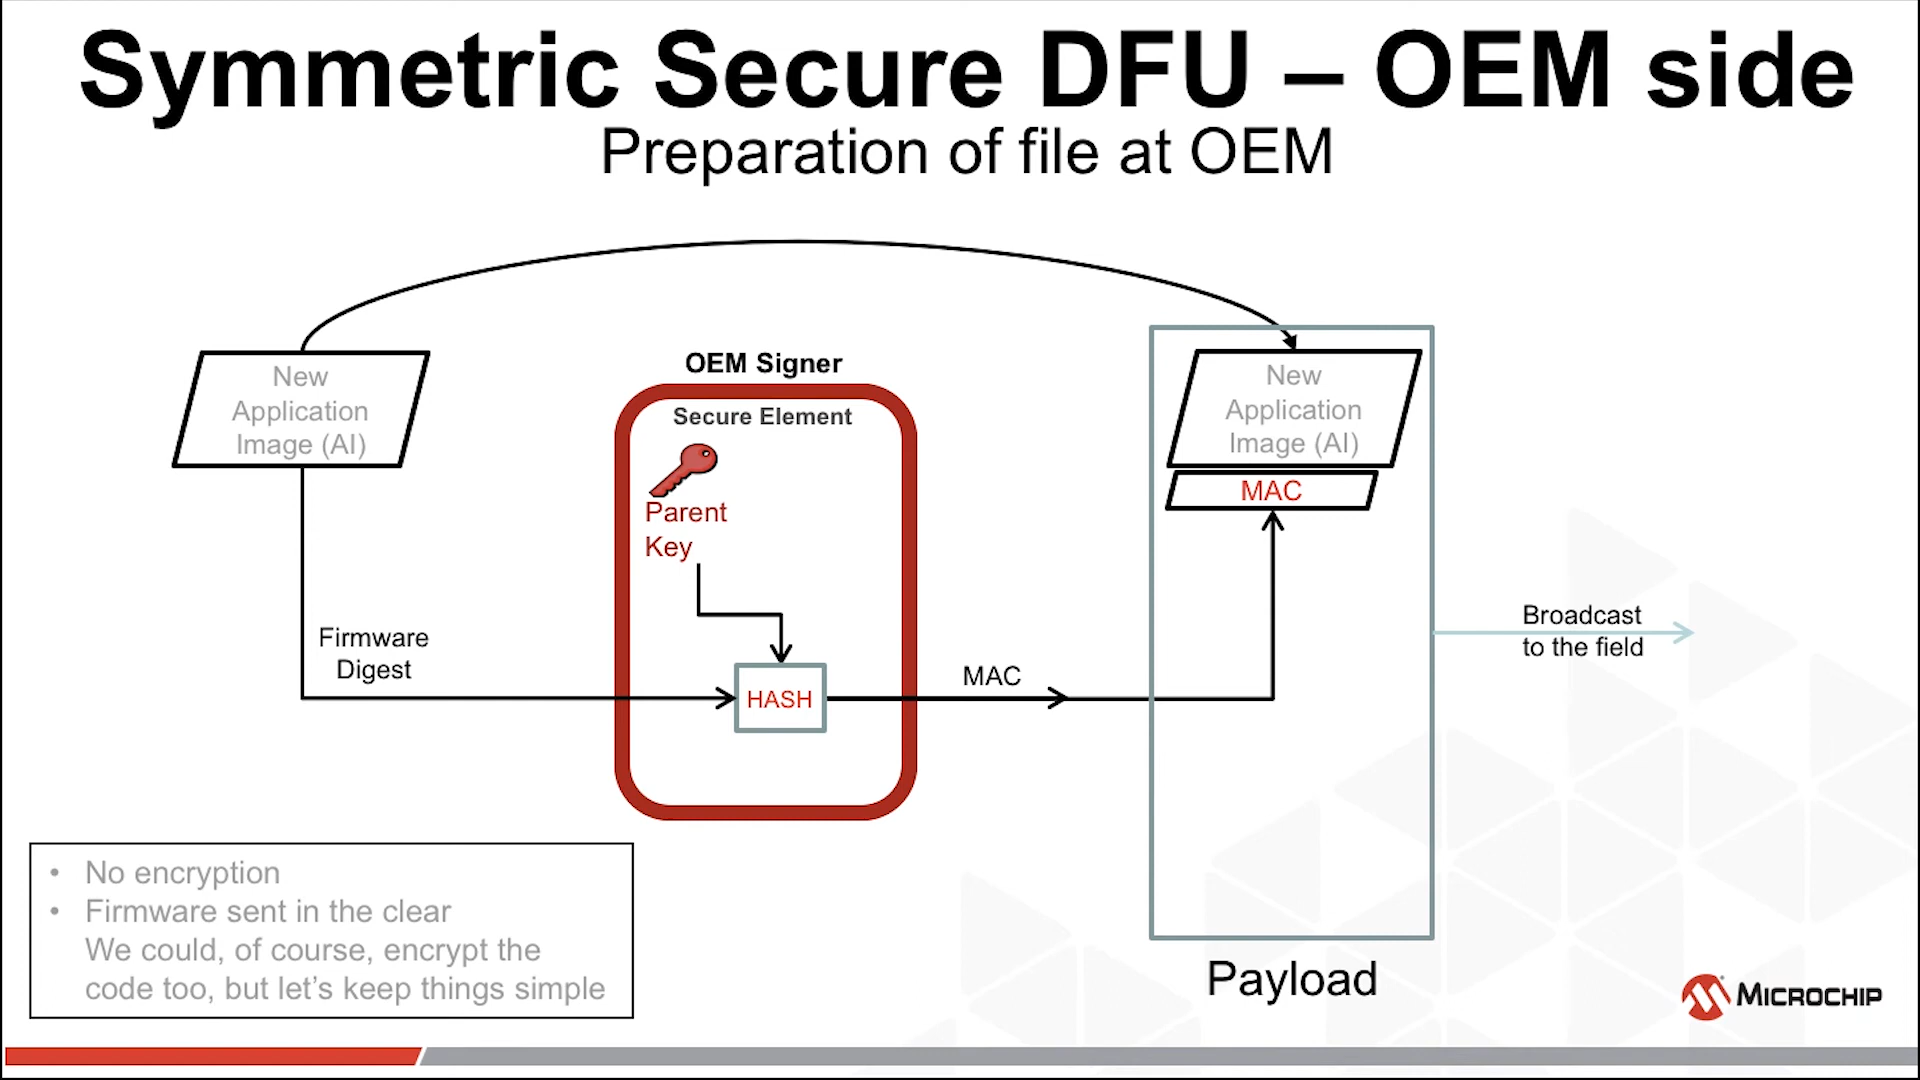 Symmetric Secure DFU – OEM side
Preparation of file at OEM
New
Application
Image (AI)
OEM Signer
Secure Element
Parent
Key
Firmware
Digest
HASH
MAC
New
Application
Image (AI)
MAC
Broadcast
to the field
• No encryption
• Firmware sent in the clear
We could, of course, encrypt the
code too, but let’s keep things simple
Payload
MICROCHIP